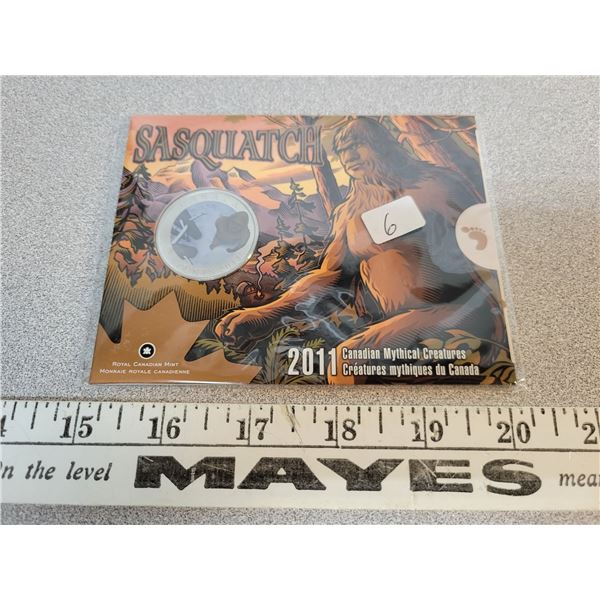 SASQUATCH
6
ROYAL CANADIAN MINT
MONNAIE ROYALE CANADIENNE
2011 Canadian Mythical Creatures
Créatures mythiques du Canada
15 16 17 18 19 20
On the level MAYES mea